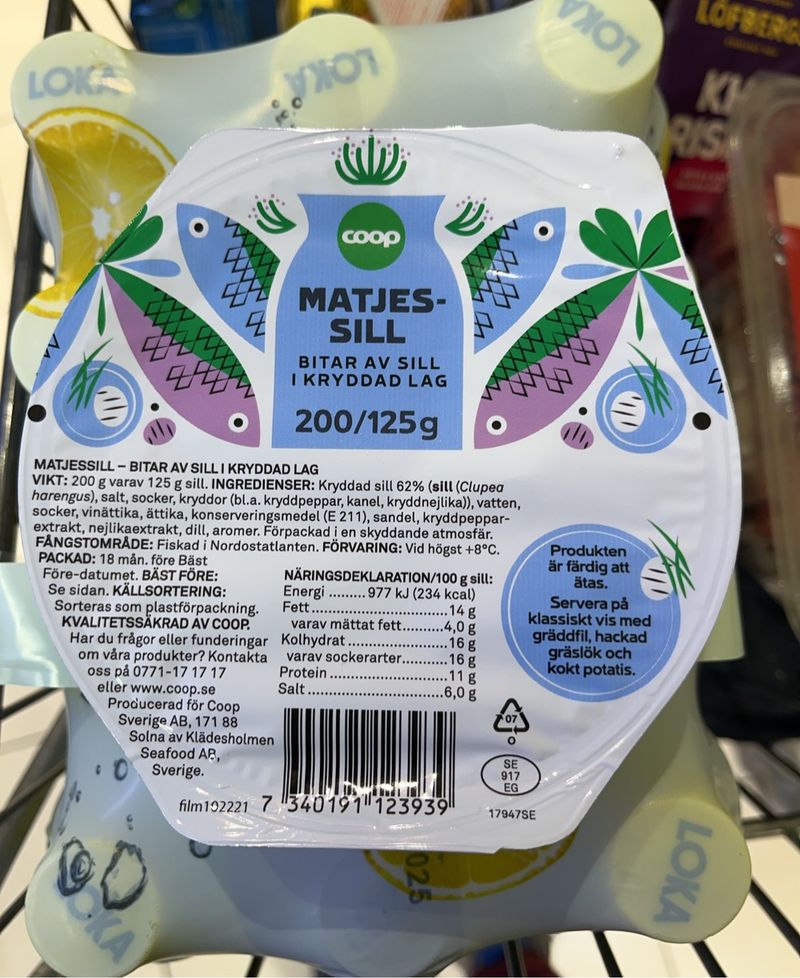 LOKA
LOKA
LOKA
LÖFBERGS
coop
MATJES-
SILL
BITAR AV SILL
I KRYDDAD LAG
200/125g
MATJESSILL – BITAR AV SILL I KRYDDAD LAG
VIKT: 200 g varav 125 g sill. INGREDIENSER: Kryddad sill 62% (sill (Clupea
harengus), salt, socker, kryddor (bl.a. kryddpeppar, kanel, kryddnejlika)), vatten,
socker, vinättika, ättika, konserveringsmedel (E 211), sandel, kryddpeppar-
extrakt, nejlikaextrakt, dill, aromer. Förpackad i en skyddande atmosfär.
FÅNGSTOMRÅDE: Fiskad i Nordostatlanten. FÖRVARING: Vid högst +8°C.
PACKAD: 18 mån. före Bäst
Före-datumet. BÄST FÖRE:
Se sidan. KÄLLSORTERING:
Sorteras som plastförpackning.
KVALITETSSÄKRAD AV COOP.
Har du frågor eller funderingar
om våra produkter? Kontakta
oss på 0771-17 17 17
eller www.coop.se
Producerad för Coop
Sverige AB, 171 88
Solna av Klädesholmen
Seafood AB,
Sverige.
NÄRINGSDEKLARATION/100 g sill:
Energi ......... 977 kJ (234 kcal)
Fett .......................... 14 g
varav mättat fett ........ 4,0 g
Kolhydrat .................. 16 g
varav sockerarter........ 16 g
Protein ...................... 11 g
Salt .......................... 6,0 g
Produkten
är färdig att
ätas.
Servera på
klassiskt vis med
gräddfil, hackad
gräslök och
kokt potatis.
07
O
SE
917
EG
17947SE
film102221
7 340191 123939
025
LOKA
LOKA